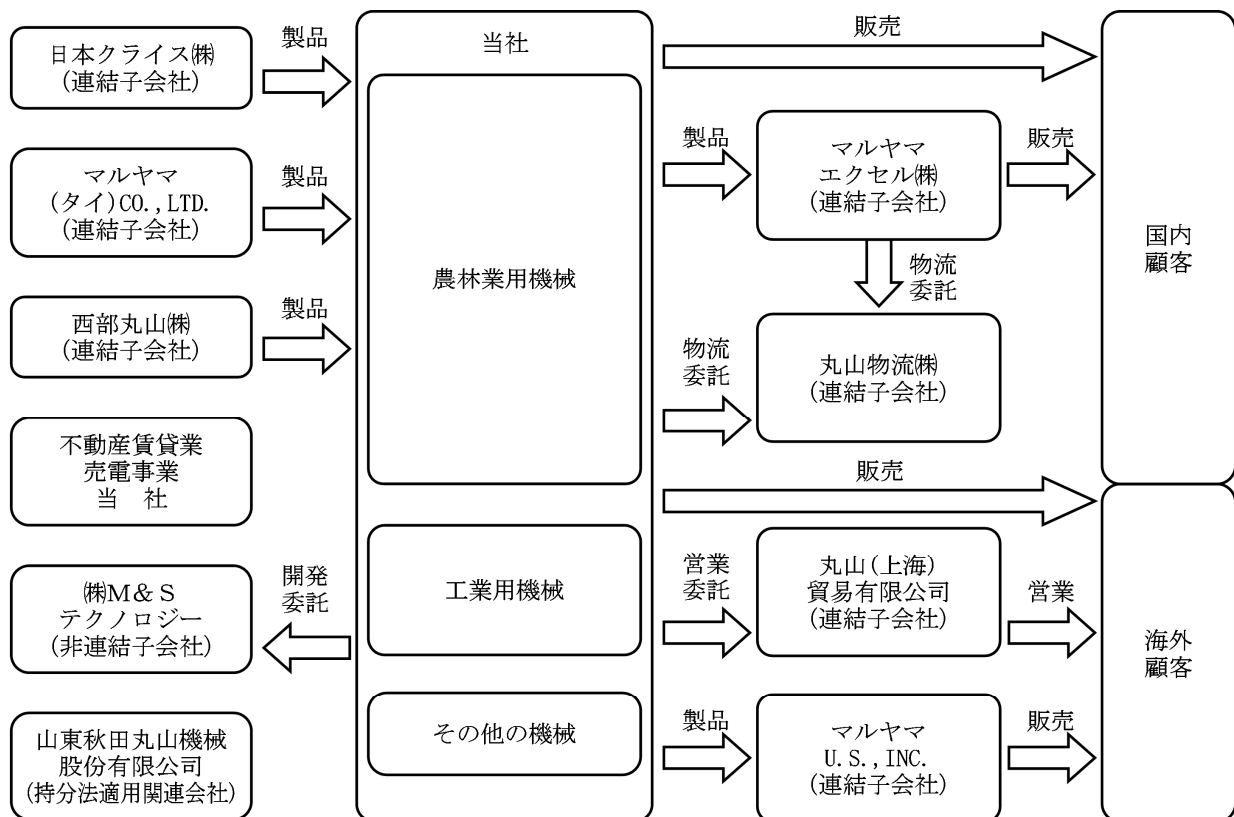 日本クライス㈱
(連結子会社)
製品
マルヤマ
(タイ)CO.,LTD.
(連結子会社)
製品
西部丸山㈱
(連結子会社)
製品
不動産賃貸業
売電事業
当　社
㈱Ｍ＆Ｓ
テクノロジー
(非連結子会社)
開発
委託
山東秋田丸山機械
股份有限公司
(持分法適用関連会社)
当社
農林業用機械
工業用機械
その他の機械
販売
製品
マルヤマ
エクセル㈱
(連結子会社)
販売
物流
委託
物流
委託
丸山物流㈱
(連結子会社)
販売
営業
委託
丸山(上海)
貿易有限公司
(連結子会社)
営業
製品
マルヤマ
U.S.,INC.
(連結子会社)
販売
国内
顧客
海外
顧客